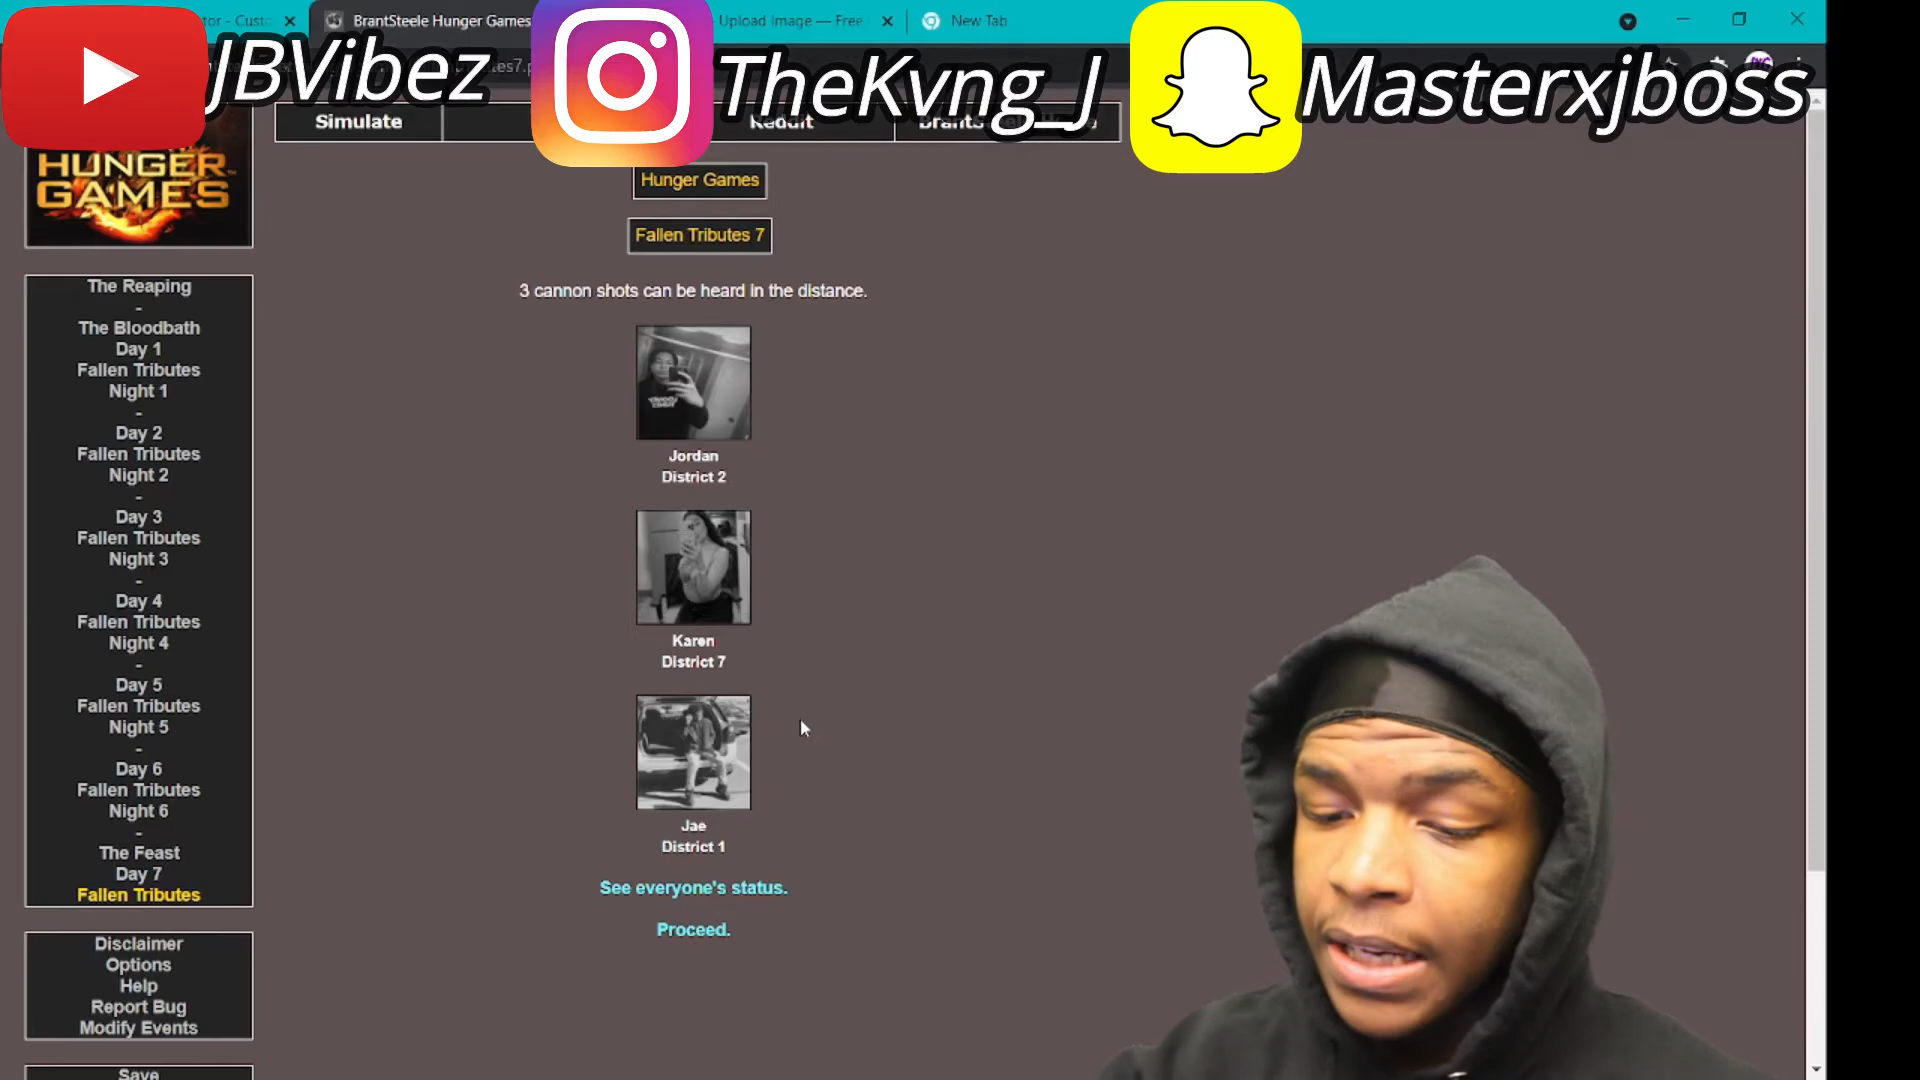 BrantSteele Hunger Games
Upload Image — Free
New Tab
JBVibez
TheKvng_J
Masterxjboss
Simulate
Reddit
HUNGER
GAMES
Hunger Games
Fallen Tributes 7
3 cannon shots can be heard in the distance.
The Reaping
-
The Bloodbath
Day 1
Fallen Tributes
Night 1
-
Day 2
Fallen Tributes
Night 2
-
Day 3
Fallen Tributes
Night 3
-
Day 4
Fallen Tributes
Night 4
-
Day 5
Fallen Tributes
Night 5
-
Day 6
Fallen Tributes
Night 6
-
The Feast
Day 7
Fallen Tributes
Jordan
District 2
Karen
District 7
Jae
District 1
See everyone's status.
Proceed.
Disclaimer
Options
Help
Report Bug
Modify Events
Save